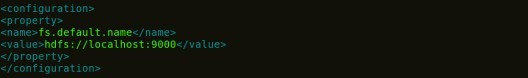 <configuration>
<property>
<name>fs.default.name</name>
<value>hdfs://localhost:9000</value>
</property>
</configuration>